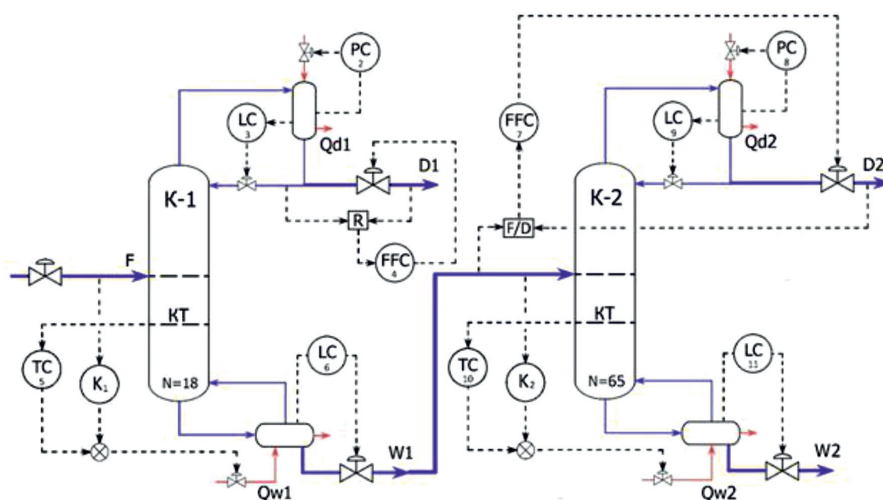 PC
2
LC
3
Qd1
D1
K-1
R
FFC
4
F
KT
TC
5
K1
N=18
LC
6
W1
Qw1
PC
8
FFC
7
LC
9
Qd2
D2
K-2
F/D
KT
TC
10
K2
N=65
LC
11
W2
Qw2